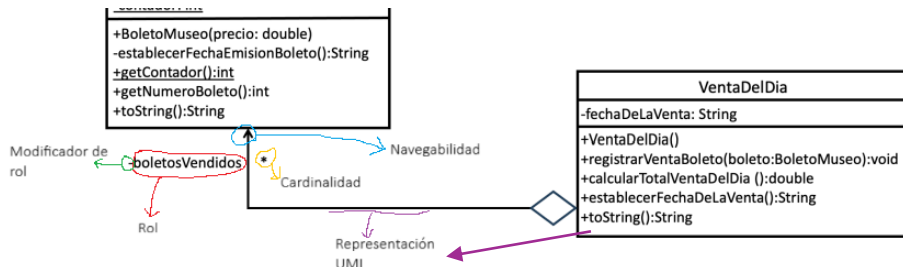 -contador: int
+BoletoMuseo(precio: double)
-establecerFechaEmisionBoleto():String
+getContador():int
+getNumeroBoleto():int
+toString():String
VentaDelDia
-fechaDeLaVenta: String
+VentaDelDia()
+registrarVentaBoleto(boleto:BoletoMuseo):void
+calcularTotalVentaDelDia ():double
+establecerFechaDeLaVenta():String
+toString():String
Modificador de
rol
-boletosVendidos
*
Navegabilidad
Cardinalidad
Rol
Representación
UML